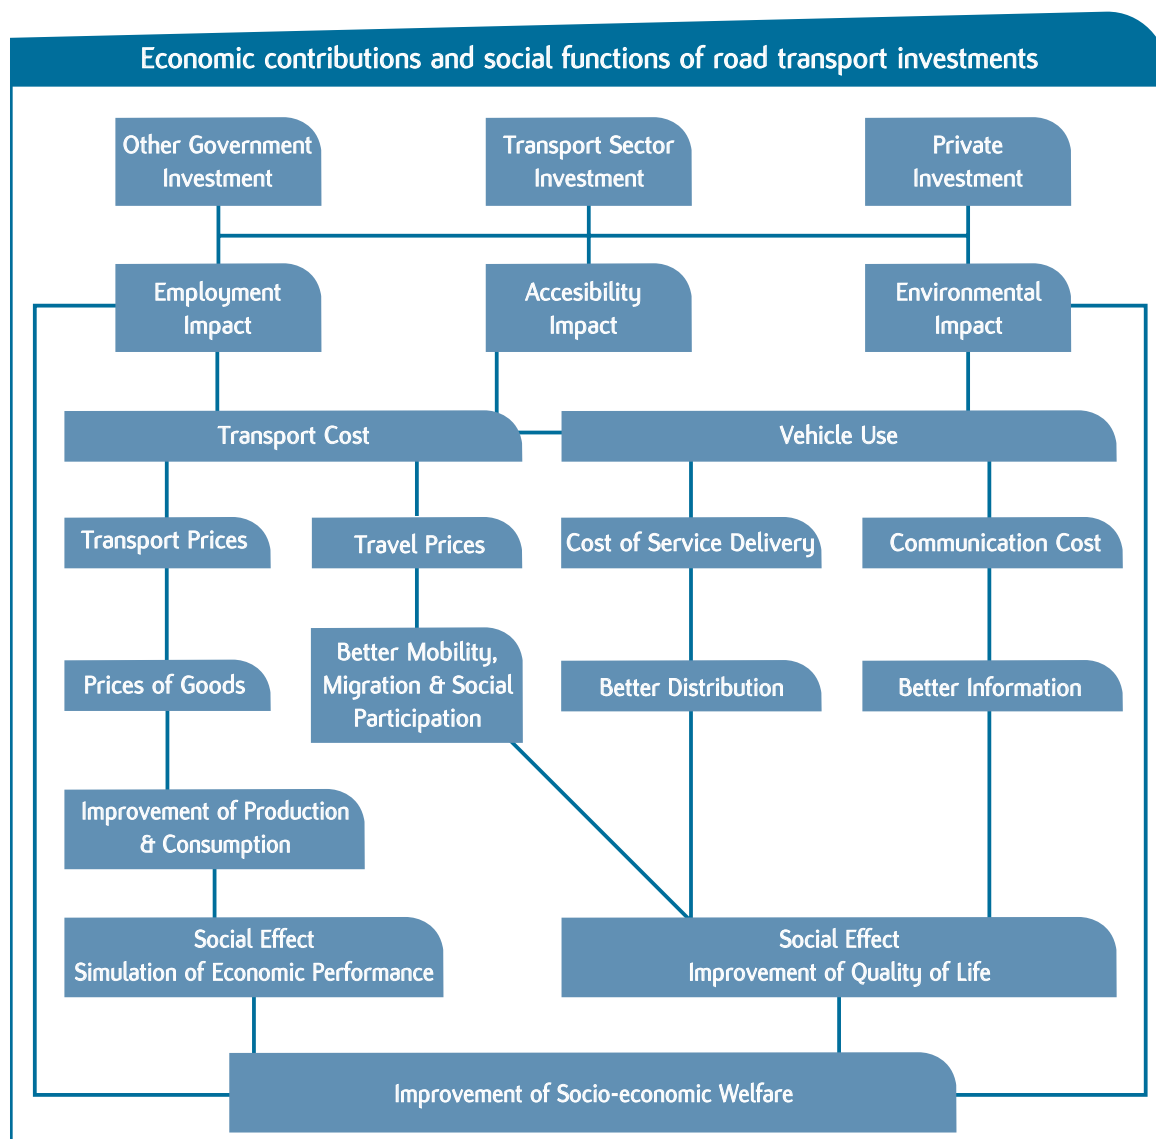 Economic contributions and social functions of road transport investments
Other Government
Investment
Transport Sector
Investment
Private
Investment
Employment
Impact
Accesibility
Impact
Environmental
Impact
Transport Cost
Vehicle Use
Transport Prices
Travel Prices
Cost of Service Delivery
Communication Cost
Better Mobility,
Migration & Social
Participation
Prices of Goods
Better Distribution
Better Information
Improvement of Production
& Consumption
Social Effect
Simulation of Economic Performance
Social Effect
Improvement of Quality of Life
Improvement of Socio-economic Welfare